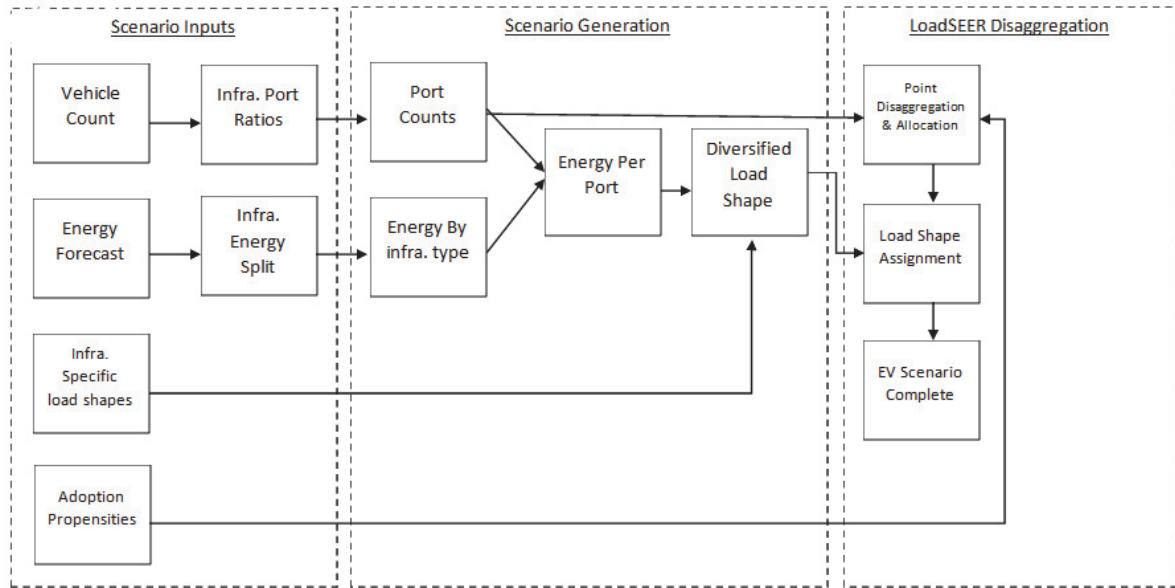 Scenario Inputs
Vehicle
Count
Infra. Port
Ratios
Energy
Forecast
Infra.
Energy
Split
Infra.
Specific
load shapes
Adoption
Propensities
Scenario Generation
Port
Counts
Energy By
infra. type
Energy Per
Port
Diversified
Load
Shape
LoadSEER Disaggregation
Point
Disaggregation
& Allocation
Load Shape
Assignment
EV Scenario
Complete